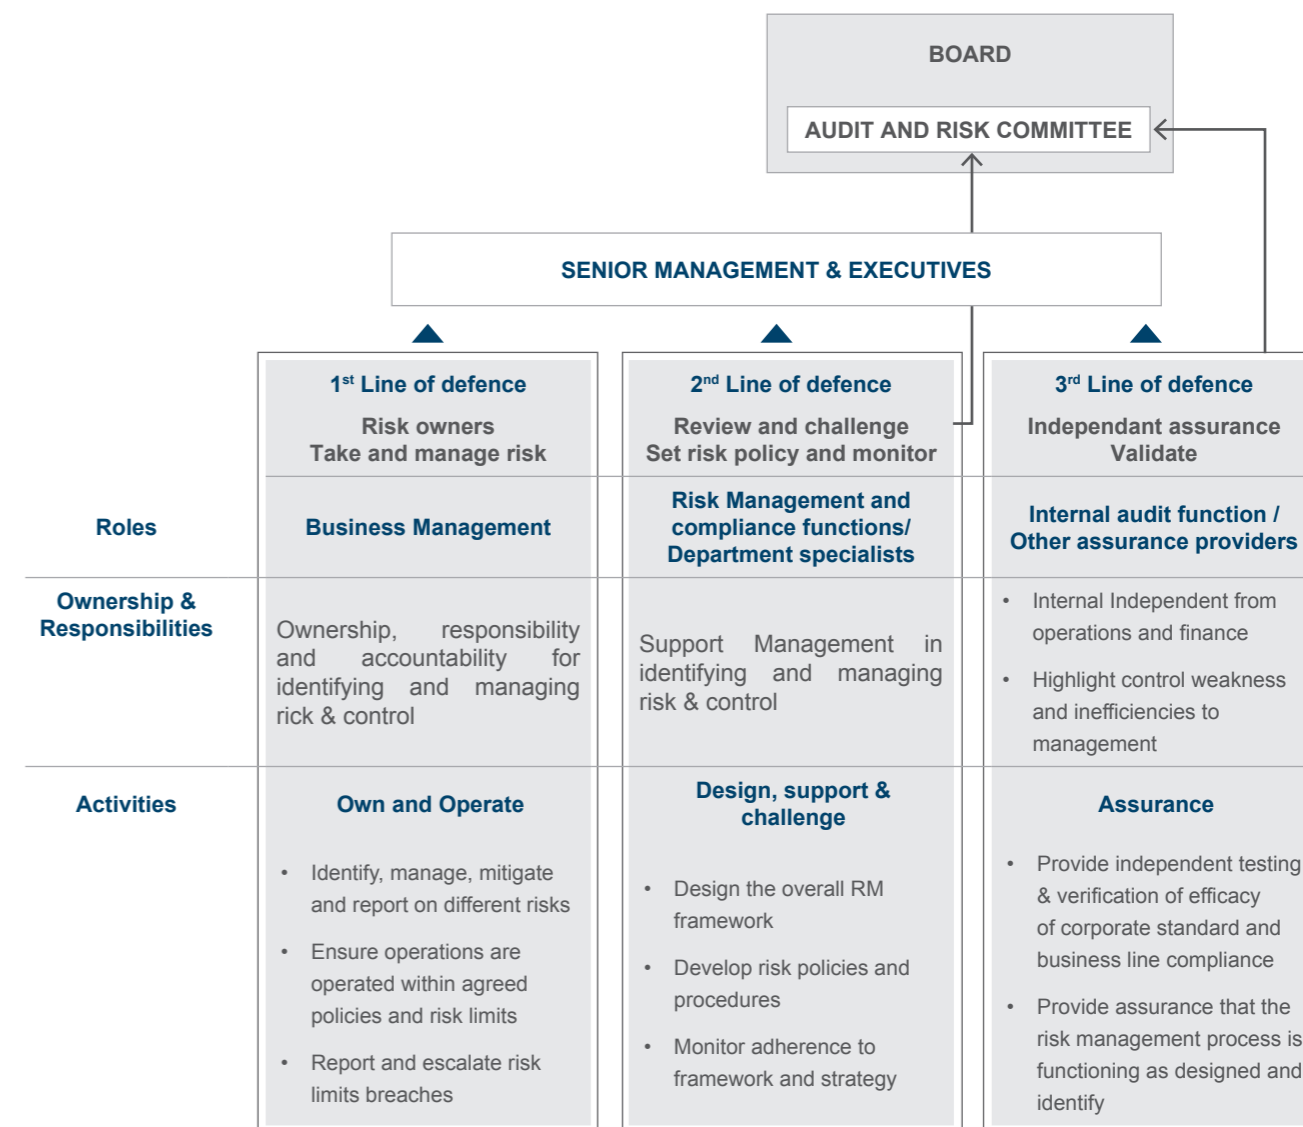 BOARD
AUDIT AND RISK COMMITTEE
SENIOR MANAGEMENT & EXECUTIVES
1st Line of defence
Risk owners
Take and manage risk
2nd Line of defence
Review and challenge
Set risk policy and monitor
3rd Line of defence
Independant assurance
Validate
Roles
Business Management
Risk Management and
compliance functions/
Department specialists
Internal audit function /
Other assurance providers
Ownership &
Responsibilities
Ownership, responsibility
and accountability for
identifying and managing
rick & control
Support Management in
identifying and managing
risk & control
• Internal Independent from
operations and finance
• Highlight control weakness
and inefficiencies to
management
Activities
Own and Operate
• Identify, manage, mitigate
and report on different risks
• Ensure operations are
operated within agreed
policies and risk limits
• Report and escalate risk
limits breaches
Design, support &
challenge
• Design the overall RM
framework
• Develop risk policies and
procedures
• Monitor adherence to
framework and strategy
Assurance
• Provide independent testing
& verification of efficacy
of corporate standard and
business line compliance
• Provide assurance that the
risk management process is
functioning as designed and
identify